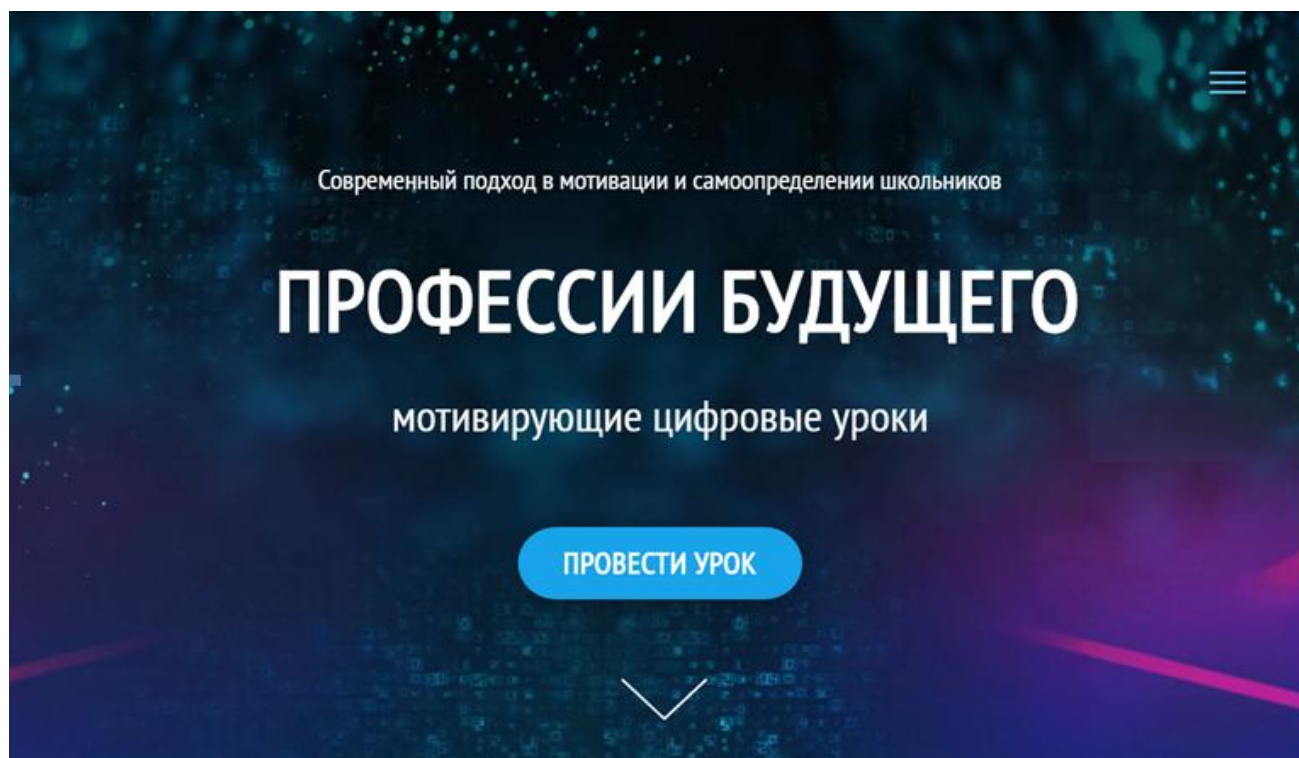 Современный подход в мотивации и самоопределении школьников
ПРОФЕССИИ БУДУЩЕГО
мотивирующие цифровые уроки
ПРОВЕСТИ УРОК